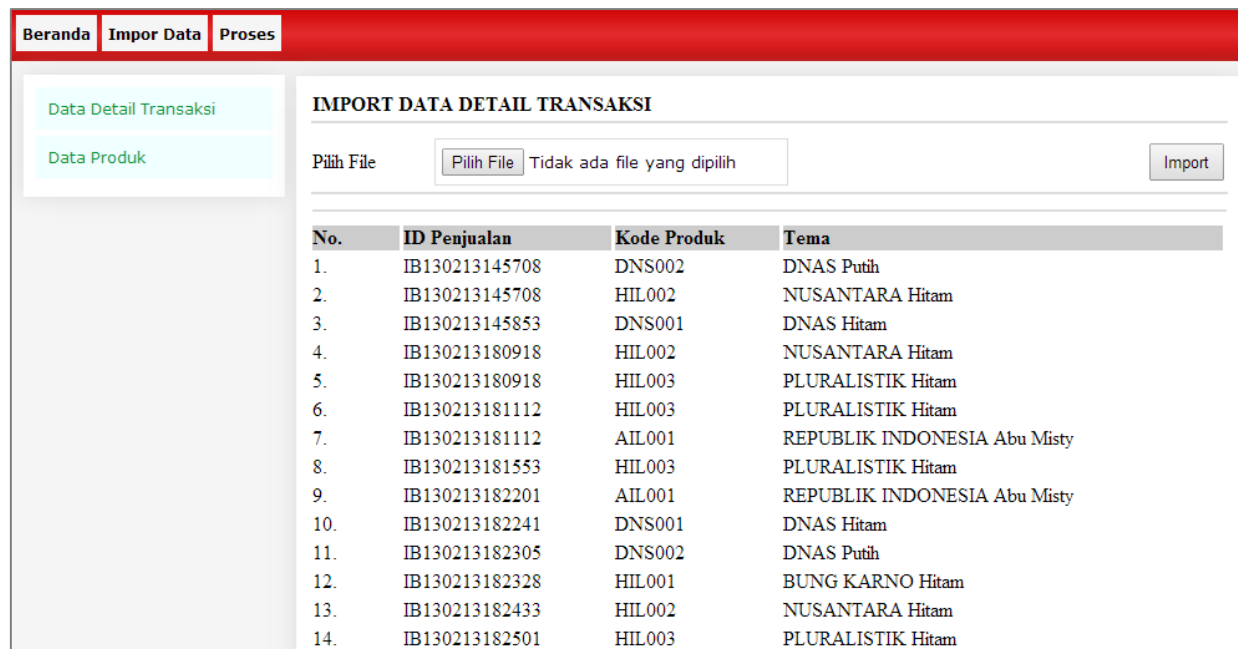 Beranda Impor Data Proses
Data Detail Transaksi
Data Produk
IMPORT DATA DETAIL TRANSAKSI
Pilih File Pilih File Tidak ada file yang dipilih Import
No. ID Penjualan Kode Produk Tema
1. IB130213145708 DNS002 DNAS Putih
2. IB130213145708 HIL002 NUSANTARA Hitam
3. IB130213145853 DNS001 DNAS Hitam
4. IB130213180918 HIL002 NUSANTARA Hitam
5. IB130213180918 HIL003 PLURALISTIK Hitam
6. IB130213181112 HIL003 PLURALISTIK Hitam
7. IB130213181112 AIL001 REPUBLIK INDONESIA Abu Misty
8. IB130213181553 HIL003 PLURALISTIK Hitam
9. IB130213182201 AIL001 REPUBLIK INDONESIA Abu Misty
10. IB130213182241 DNS001 DNAS Hitam
11. IB130213182305 DNS002 DNAS Putih
12. IB130213182328 HIL001 BUNG KARNO Hitam
13. IB130213182433 HIL002 NUSANTARA Hitam
14. IB130213182501 HIL003 PLURALISTIK Hitam